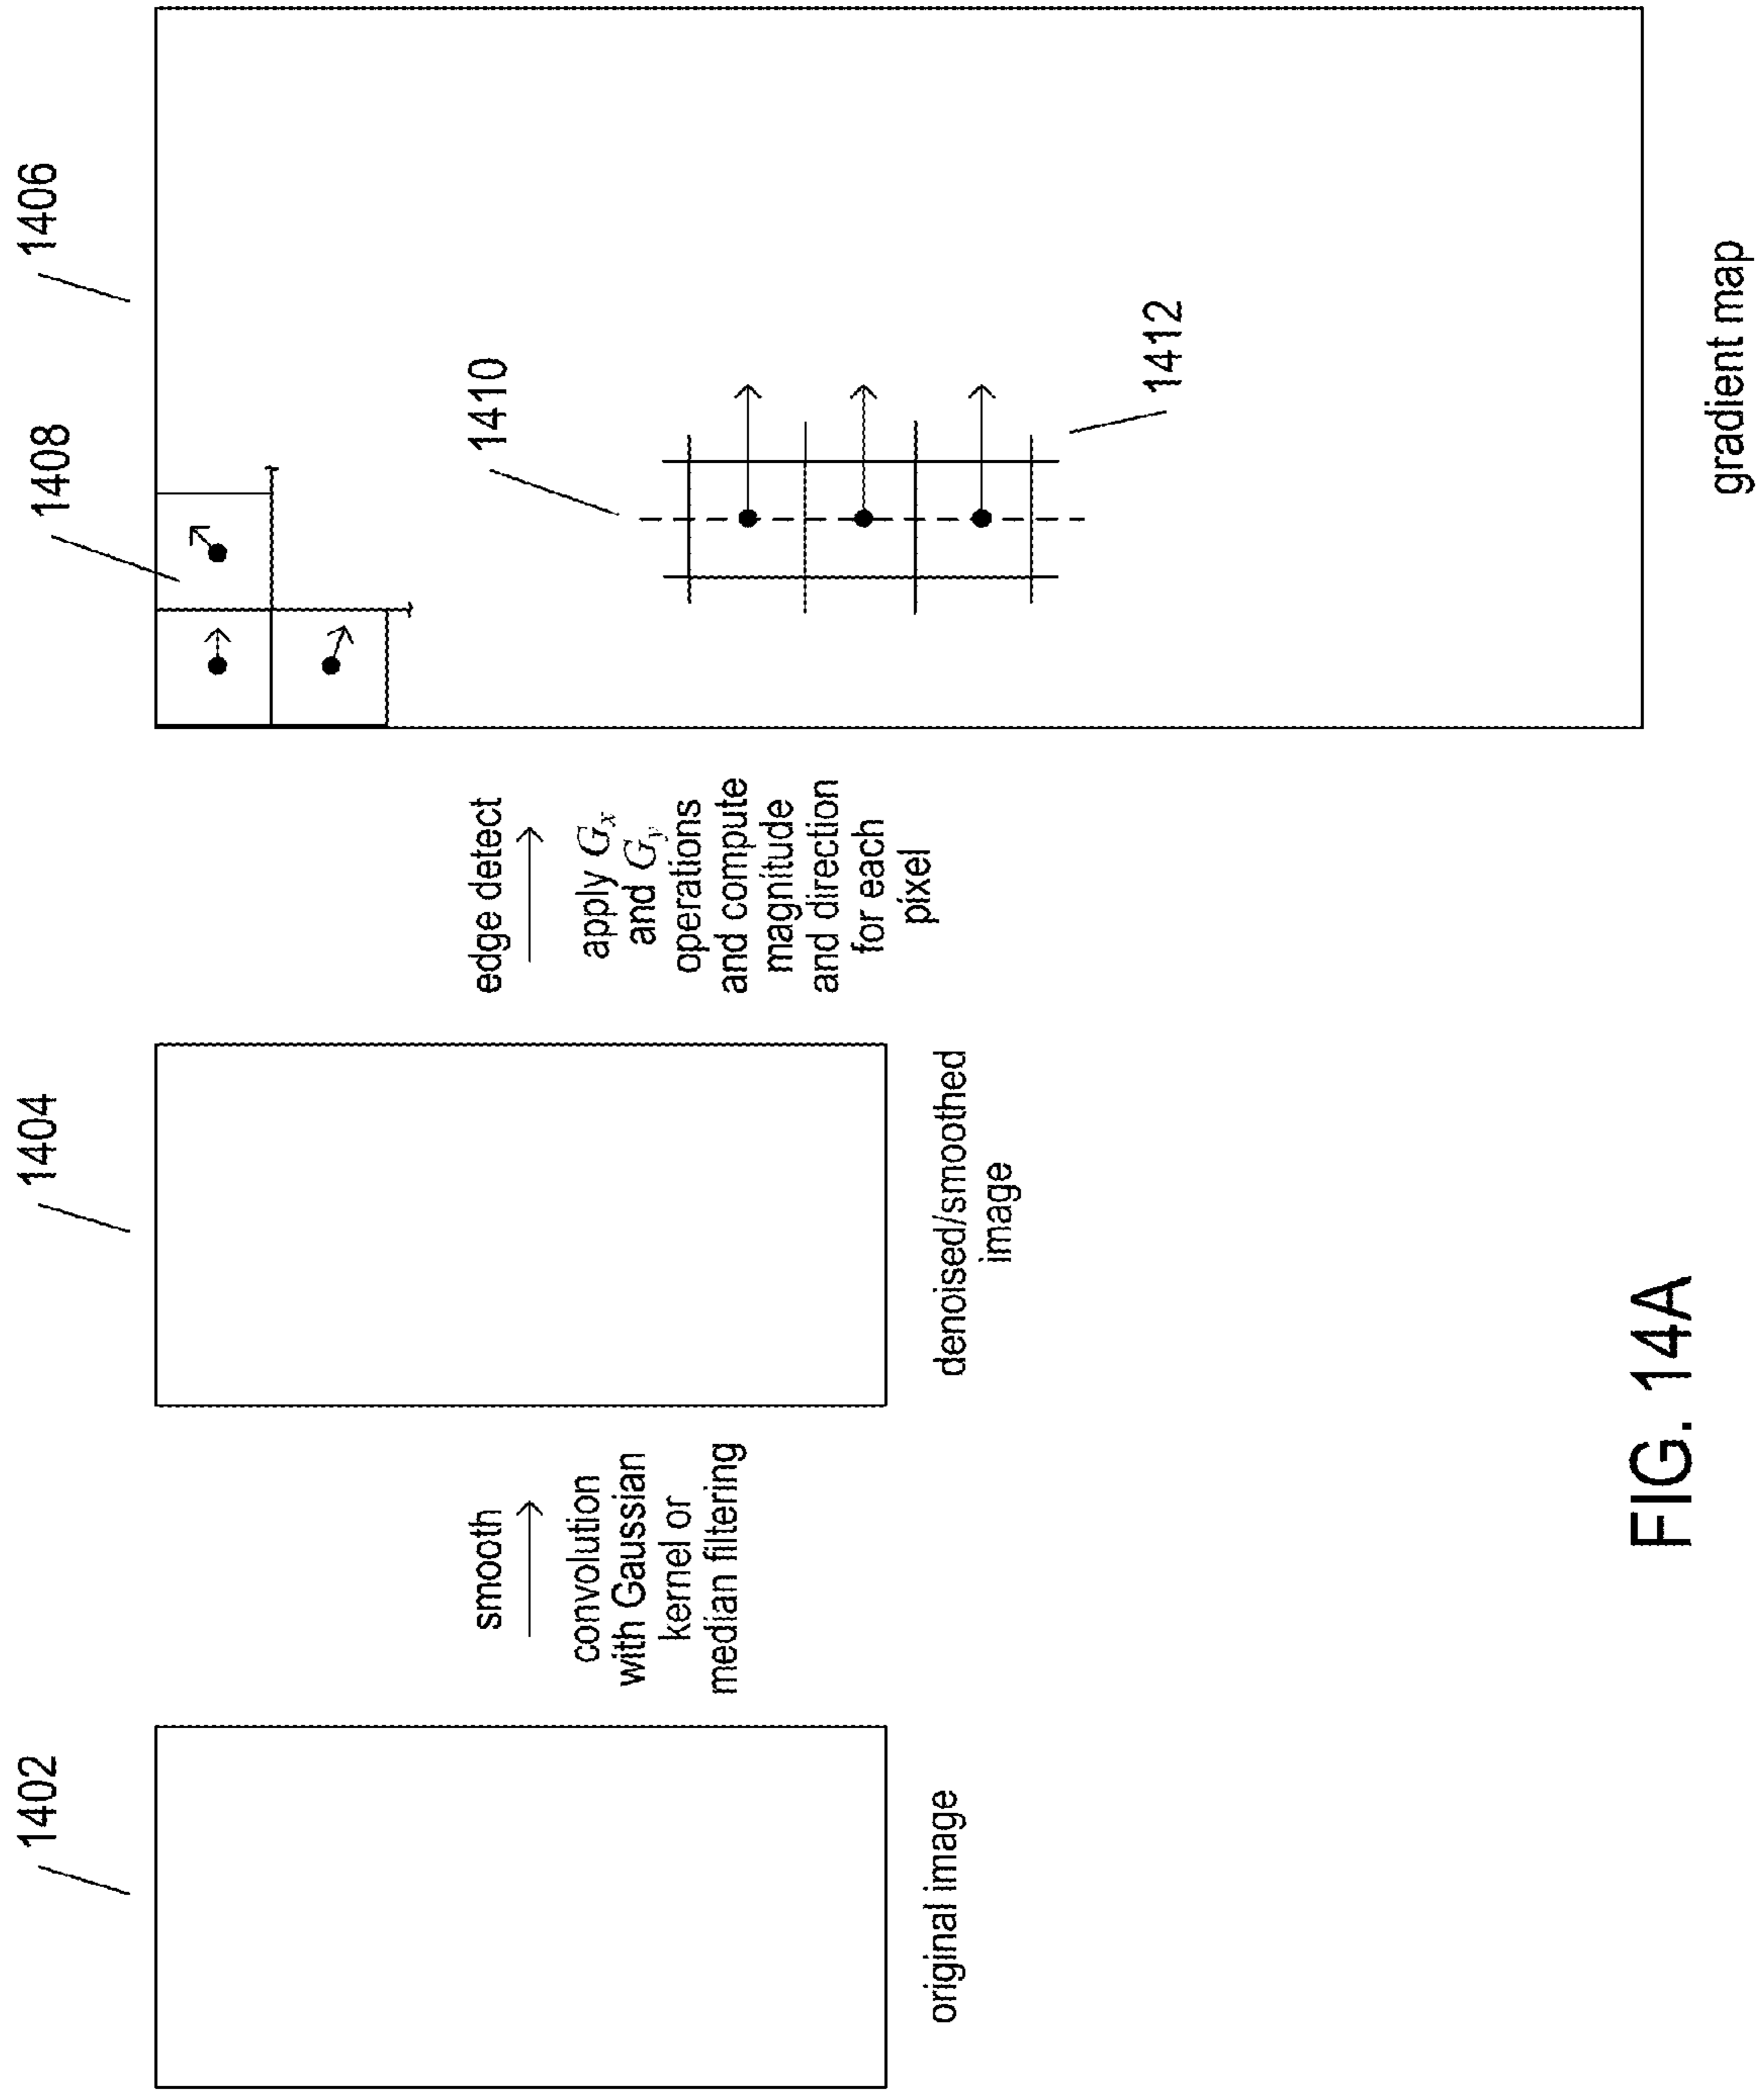 1402
original image
smooth
convolution
with Gaussian
kernel or
median filtering
1404
denoised/smoothed
image
edge detect
apply Gx
and Gy
operations
and compute
magnitude
and direction
for each
pixel
1406
1408
1410
1412
gradient map
FIG. 14A